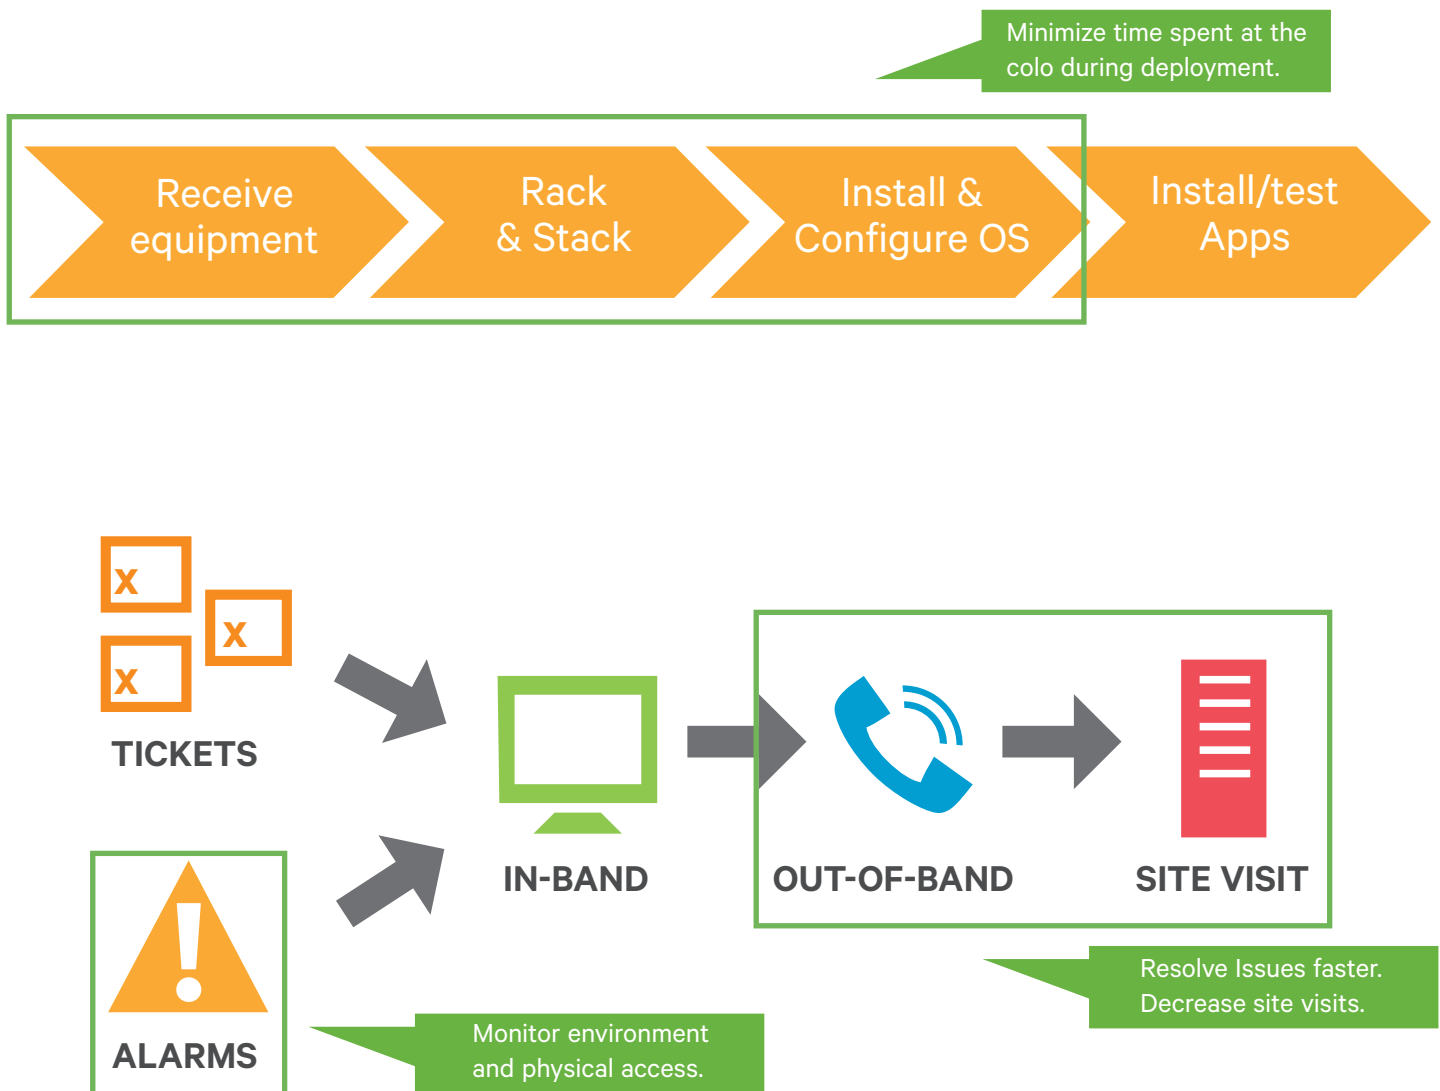 Minimize time spent at the
colo during deployment.
Receive
equipment
Rack
& Stack
Install &
Configure OS
Install/test
Apps
x
x
x
TICKETS
IN-BAND
OUT-OF-BAND
SITE VISIT
!
ALARMS
Resolve Issues faster.
Decrease site visits.
Monitor environment
and physical access.